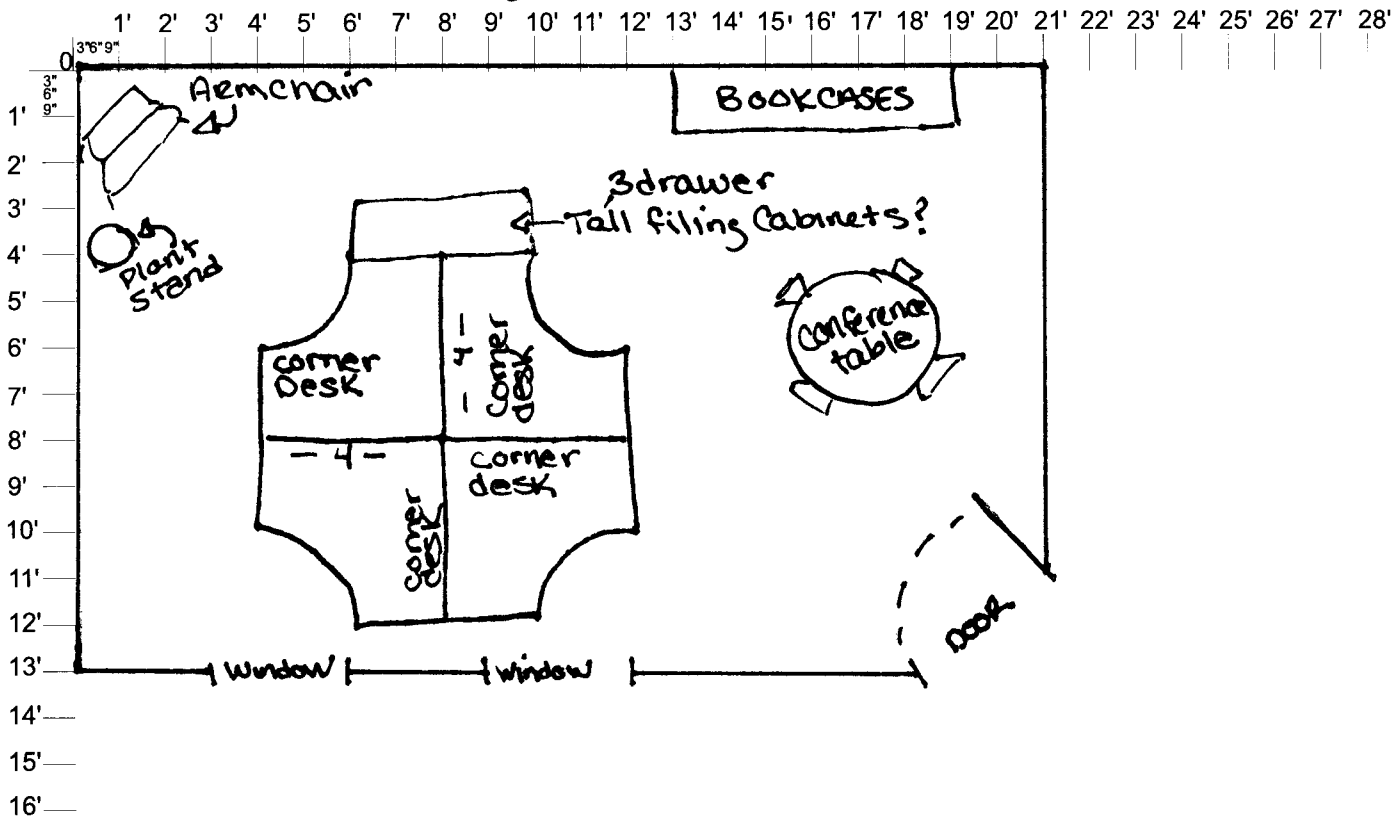 1' 2' 3' 4' 5' 6' 7' 8' 9' 10' 11' 12' 13' 14' 15' 16' 17' 18' 19' 20' 21' 22' 23' 24' 25' 26' 27' 28'
0 3"6"9"
3"
6"
9"
1'
2'
3'
4'
5'
6'
7'
8'
9'
10'
11'
12'
13'
14'
15'
16'
Armchair
BOOKCASES
3drawer
Tall filing Cabinets?
Plant
Stand
corner
Desk
- 4 -
corner
desk
conference
table
- 4 -
corner
desk
corner
desk
DOOR
Window
Window